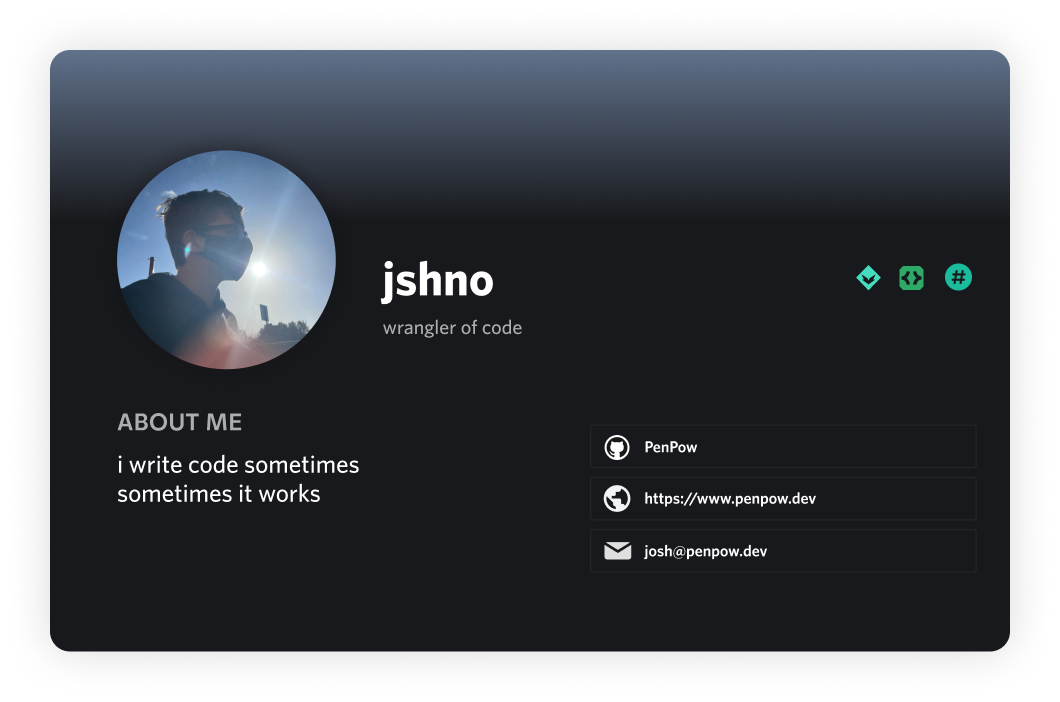 jshno
wrangler of code
ABOUT ME
i write code sometimes
sometimes it works
PenPow
https://www.penpow.dev
josh@penpow.dev